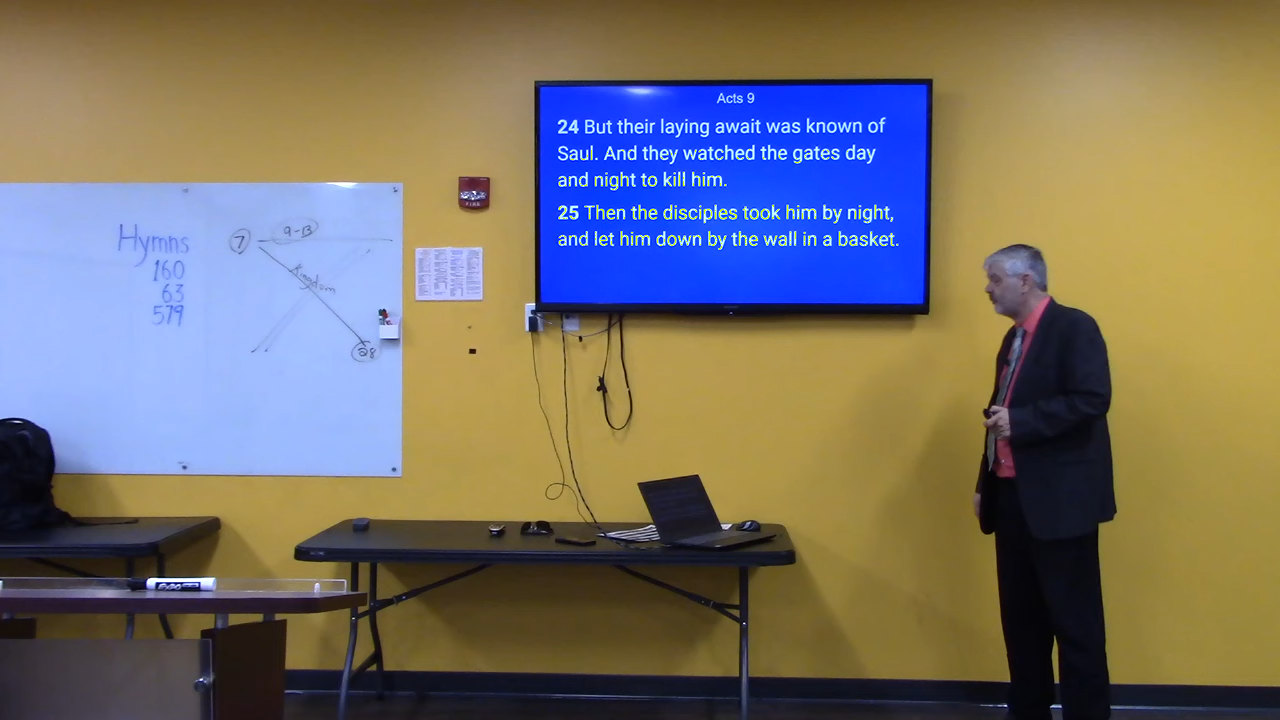 Acts 9
24 But their laying await was known of
Saul. And they watched the gates day
and night to kill him.
25 Then the disciples took him by night,
and let him down by the wall in a basket.
Hymns
160
63
579
7
9-13
Kingdom
28
FIRE
EXPO